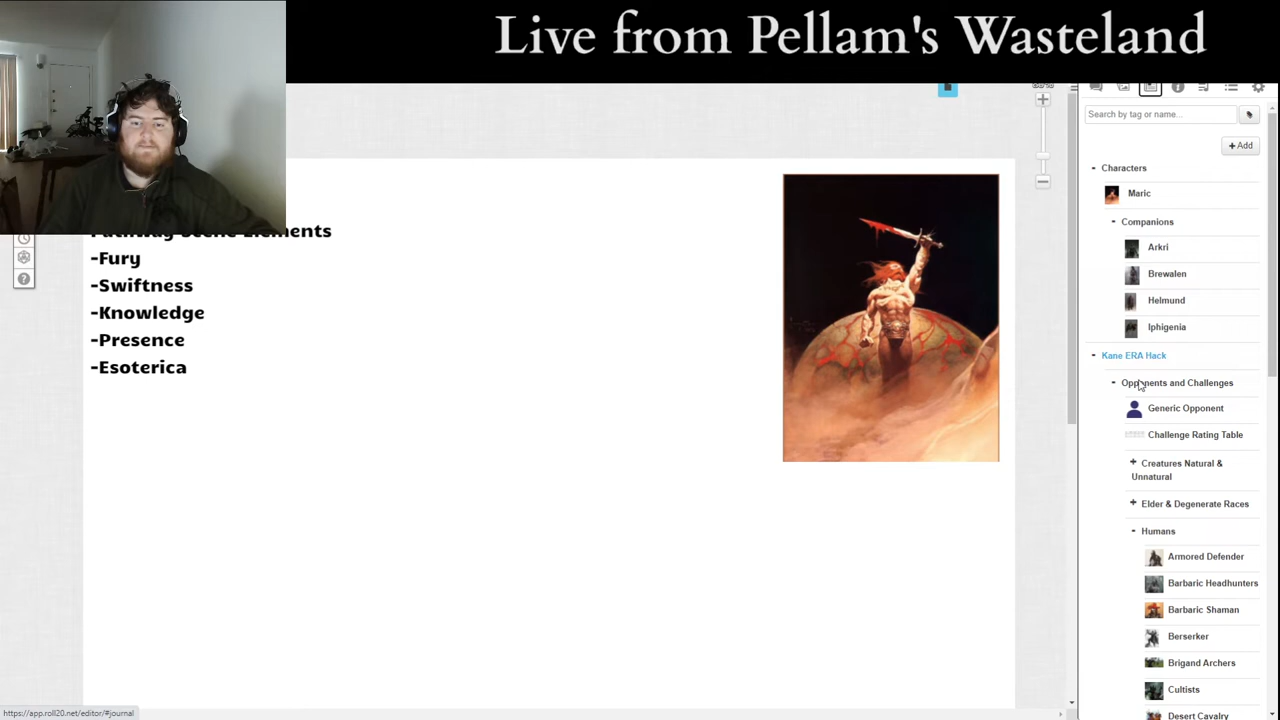 Live from Pellam's Wasteland
Search by tag or name...
+Add
Characters
Maric
Companions
Arkri
Brewalen
Helmund
Iphigenia
Kane ERA Hack
Opponents and Challenges
Generic Opponent
Challenge Rating Table
Creatures Natural &
Unnatural
Elder & Degenerate Races
Humans
Armored Defender
Barbaric Headhunters
Barbaric Shaman
Berserker
Brigand Archers
Cultists
Desert Cavalry
Pathway Scene Elements
-Fury
-Swiftness
-Knowledge
-Presence
-Esoterica
https://app.roll20.net/editor/#journal